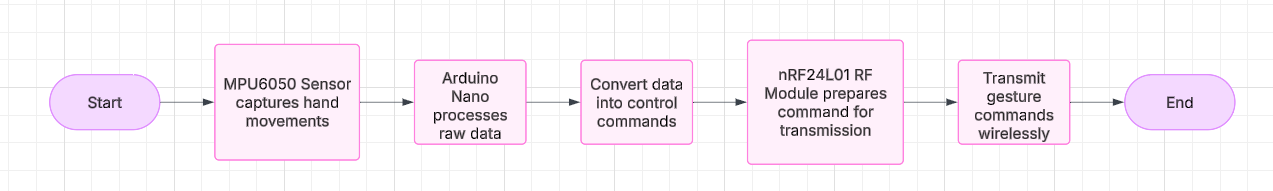 Start
MPU6050 Sensor
captures hand
movements
Arduino
Nano
processes
raw data
Convert data
into control
commands
nRF24L01 RF
Module prepares
command for
transmission
Transmit
gesture
commands
wirelessly
End